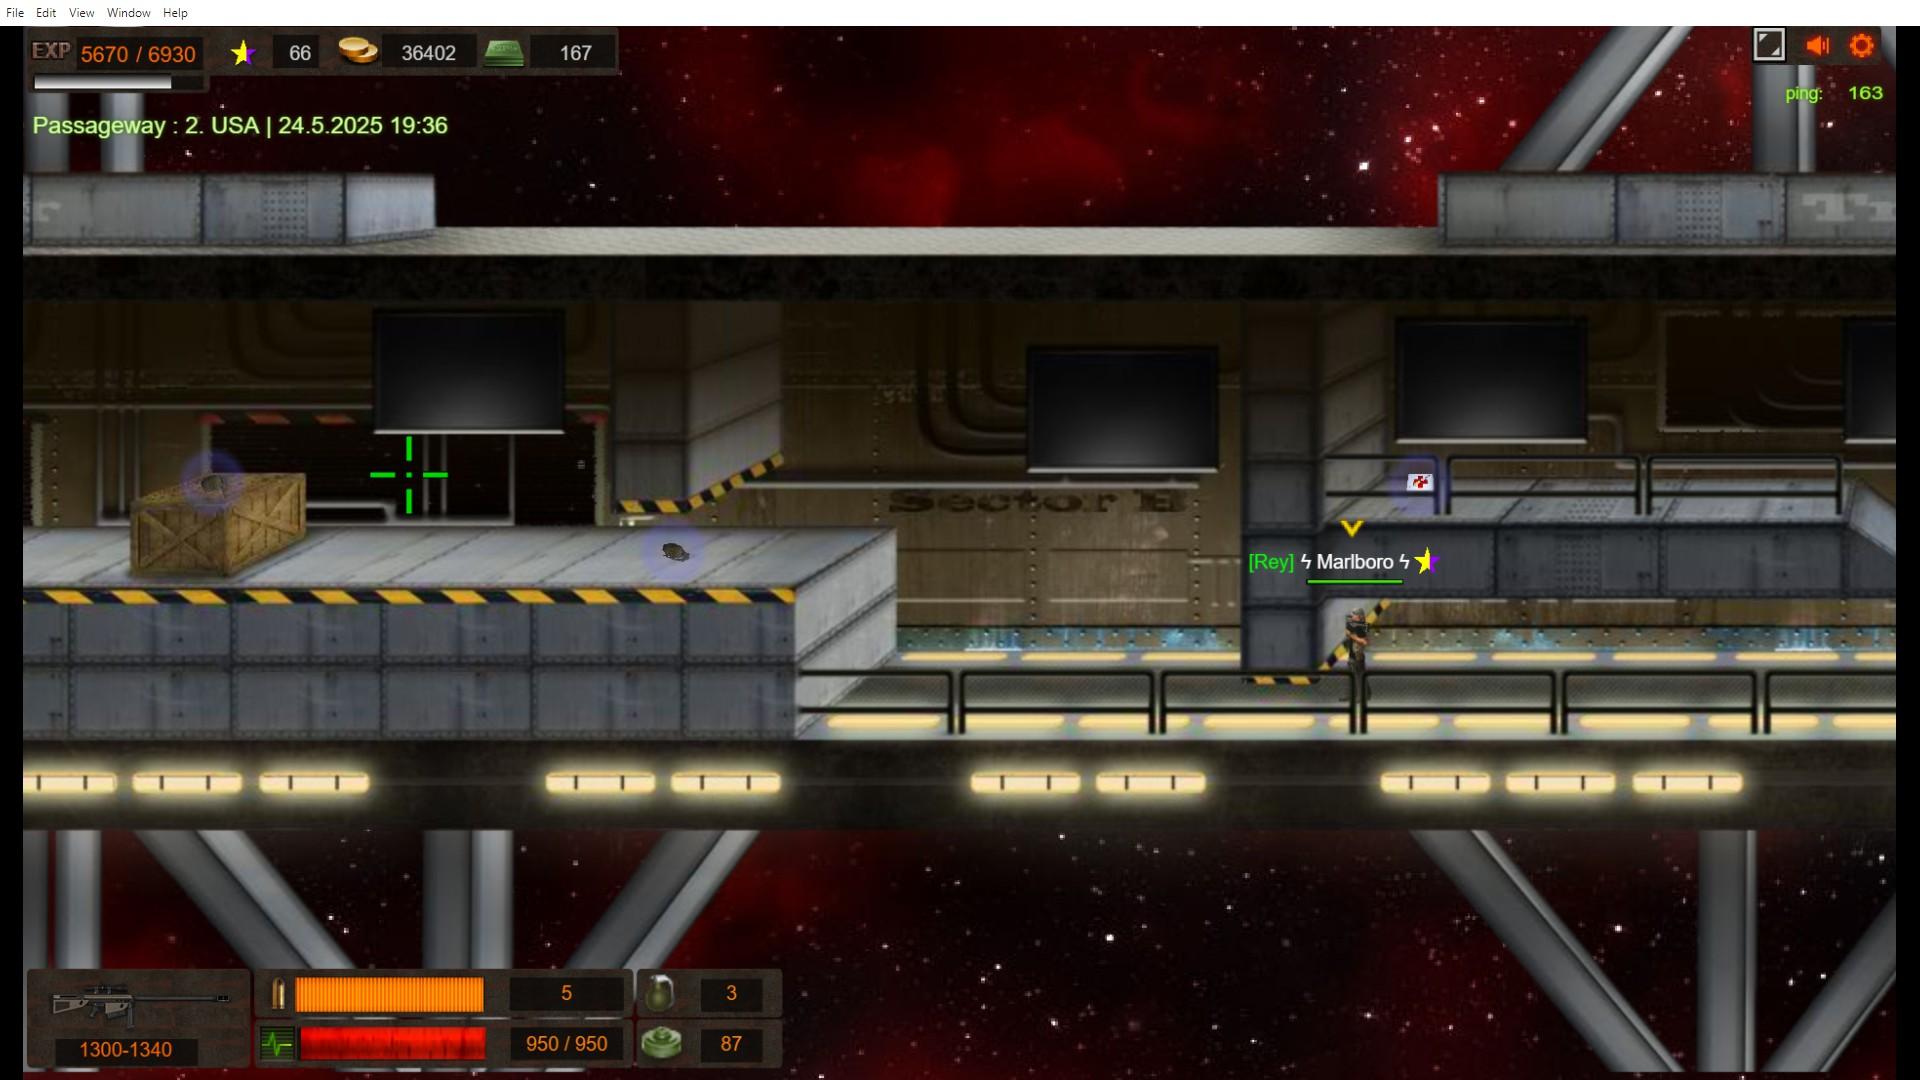 File Edit View Window Help
EXP 5670 / 6930 66 36402 167
ping: 163
Passageway : 2. USA | 24.5.2025 19:36
Sector B
[Rey] ϟ Marlboro ϟ
5 3
1300-1340 950 / 950 87